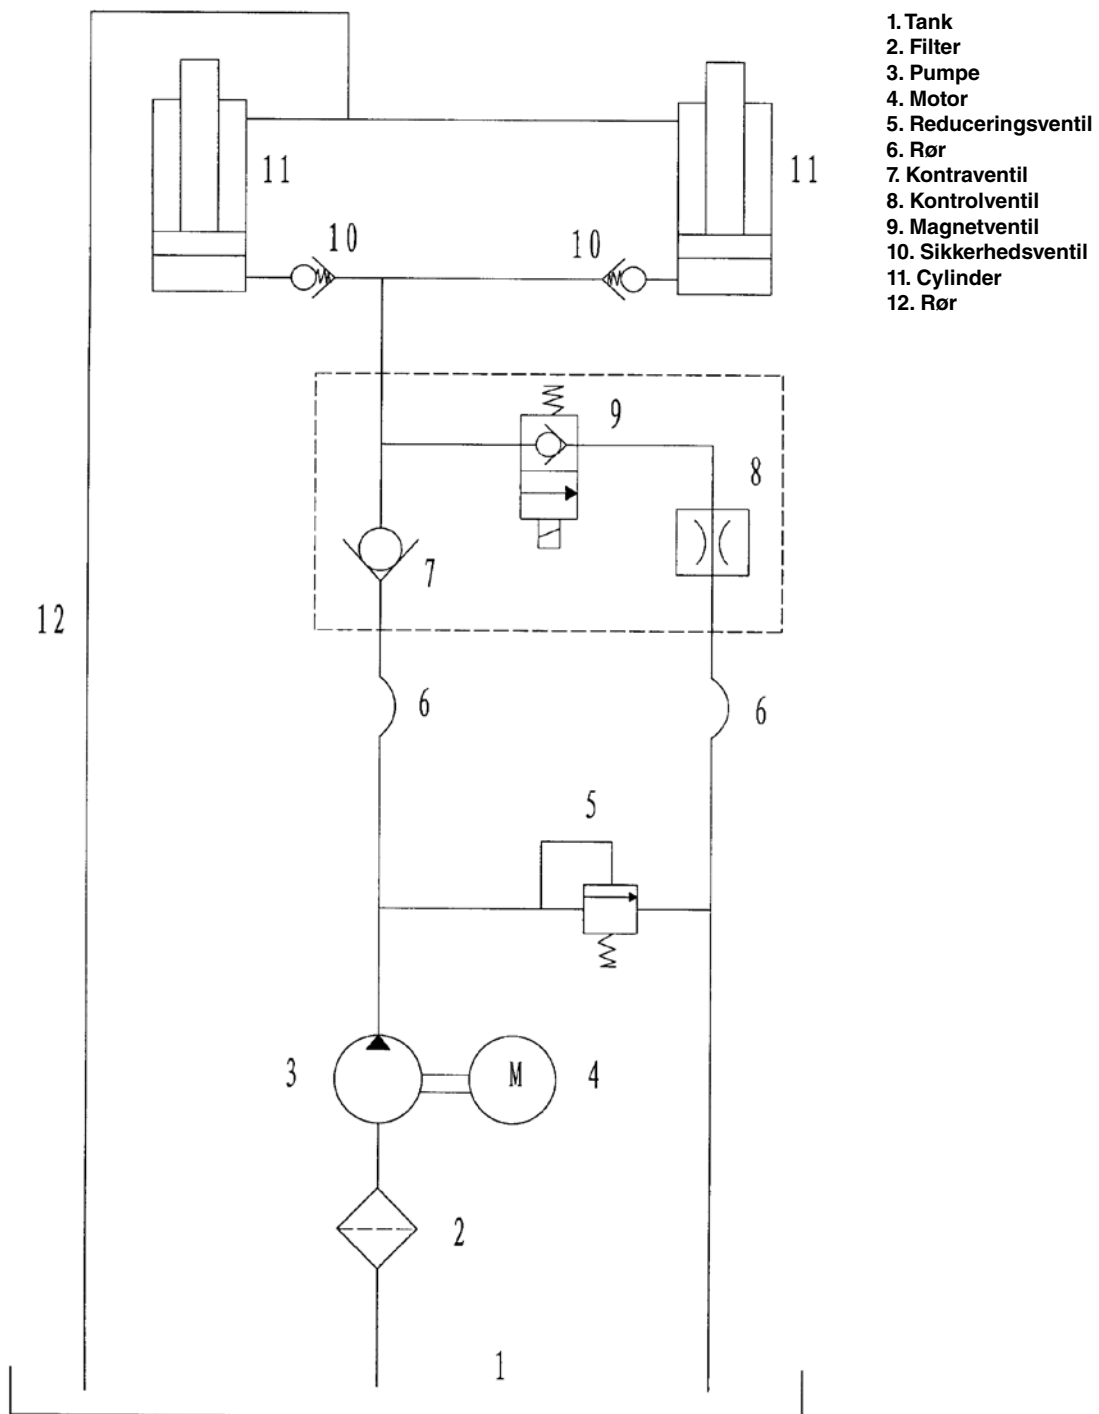 1. Tank
2. Filter
3. Pumpe
4. Motor
5. Reduceringsventil
6. Rør
7. Kontraventil
8. Kontrolventil
9. Magnetventil
10. Sikkerhedsventil
11. Cylinder
12. Rør
11
11
10
10
9
8
7
12
6
6
5
3
M
4
2
1